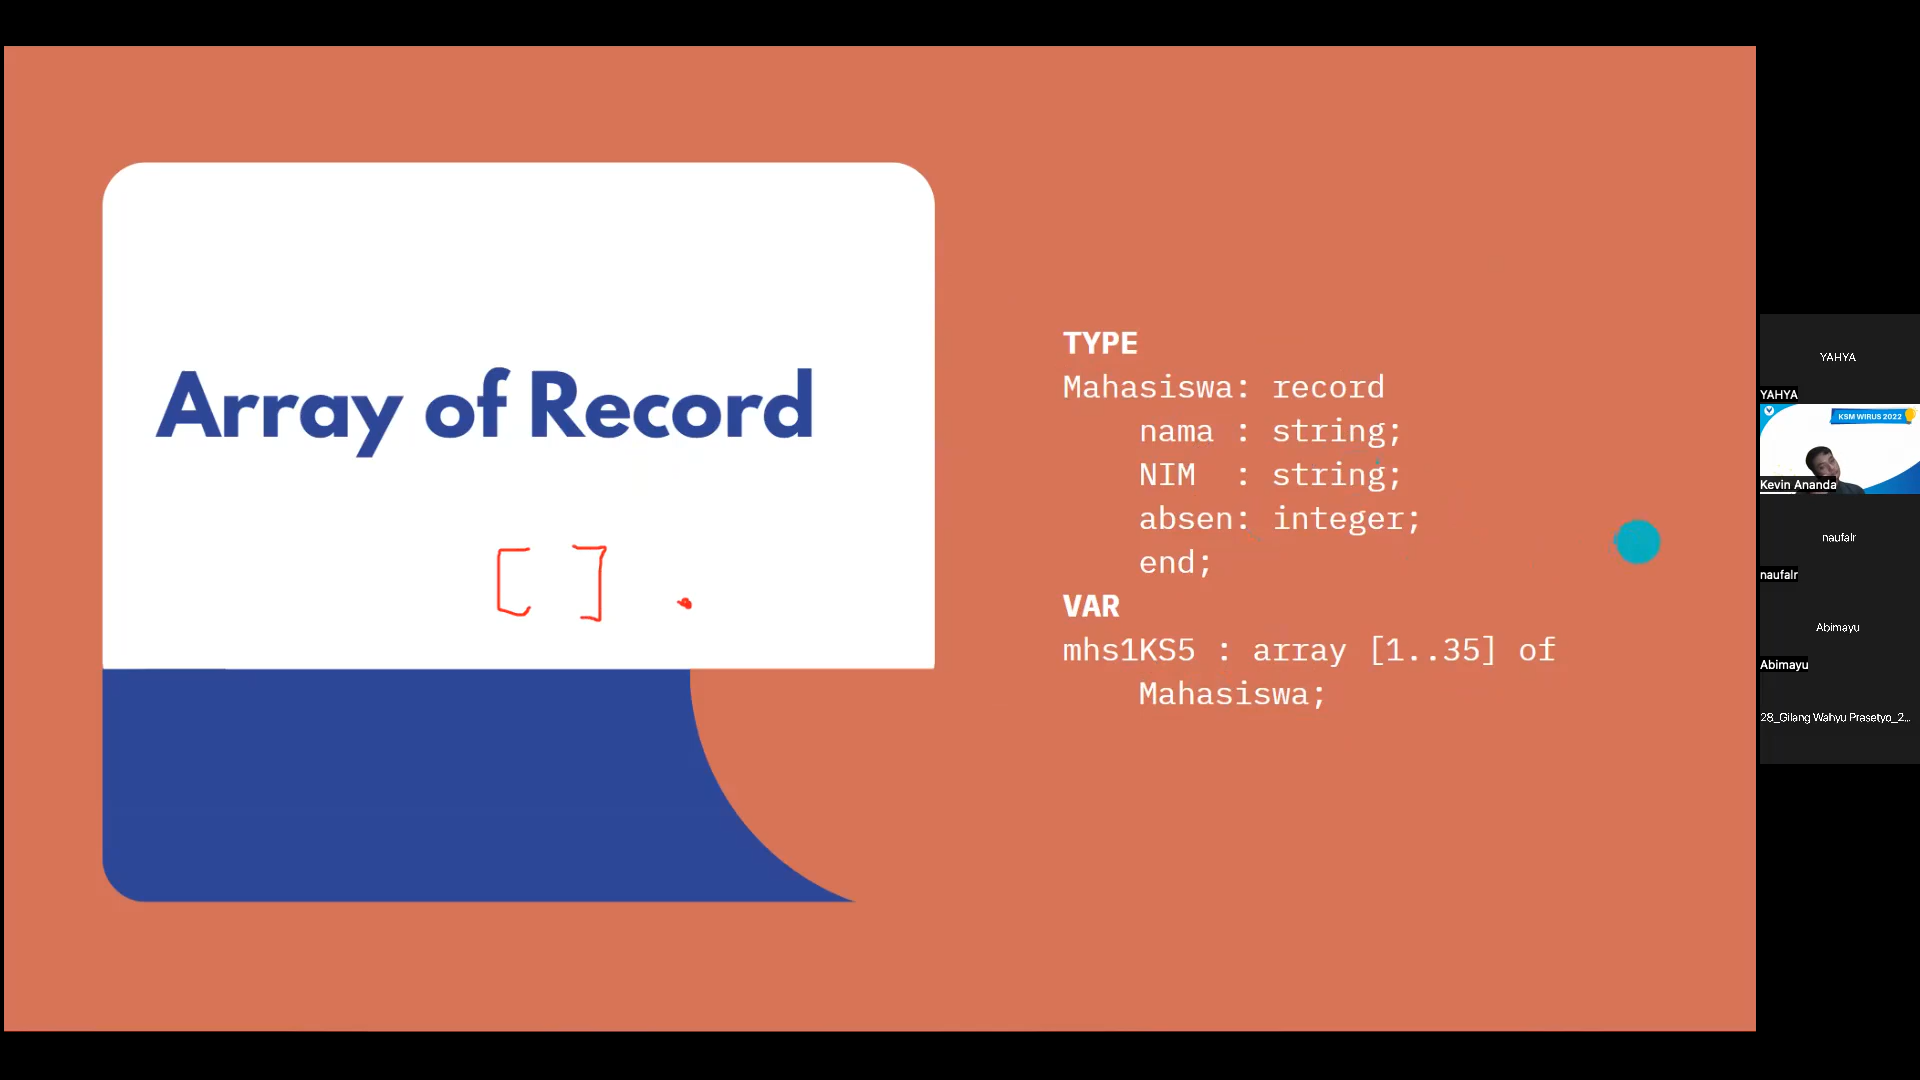 Array of Record
[ ] .
TYPE
Mahasiswa: record
nama : string;
NIM : string;
absen: integer;
end;
VAR
mhs1KS5 : array [1..35] of
Mahasiswa;
YAHYA
YAHYA
KSM WIRUS 2022
Kevin Ananda
naufalr
naufalr
Abimayu
Abimayu
28_Gilang Wahyu Prasetyo_2...